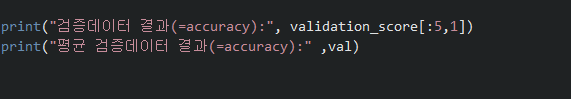 print("검증데이터 결과(=accuracy):", validation_score[:5,1])
print("평균 검증데이터 결과(=accuracy):" ,val)